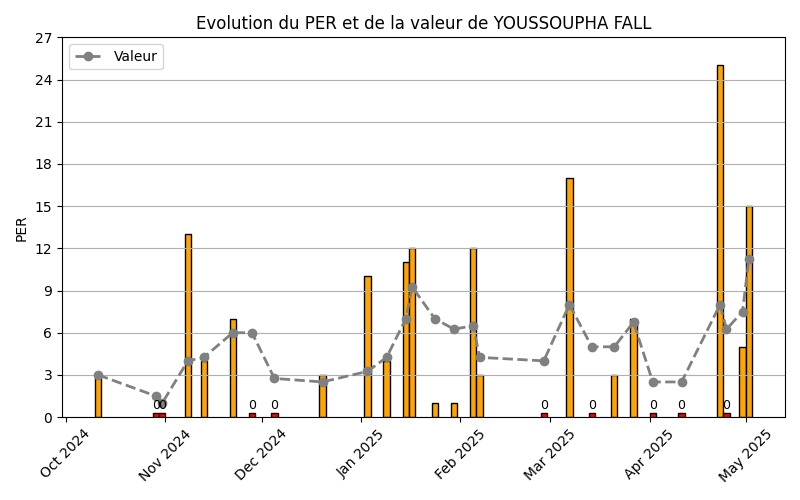 Evolution du PER et de la valeur de YOUSSOUPHA FALL
Valeur
PER
27
24
21
18
15
12
9
6
3
0
0 0 0 0 0 0 0 0 0
Oct 2024 Nov 2024 Dec 2024 Jan 2025 Feb 2025 Mar 2025 Apr 2025 May 2025